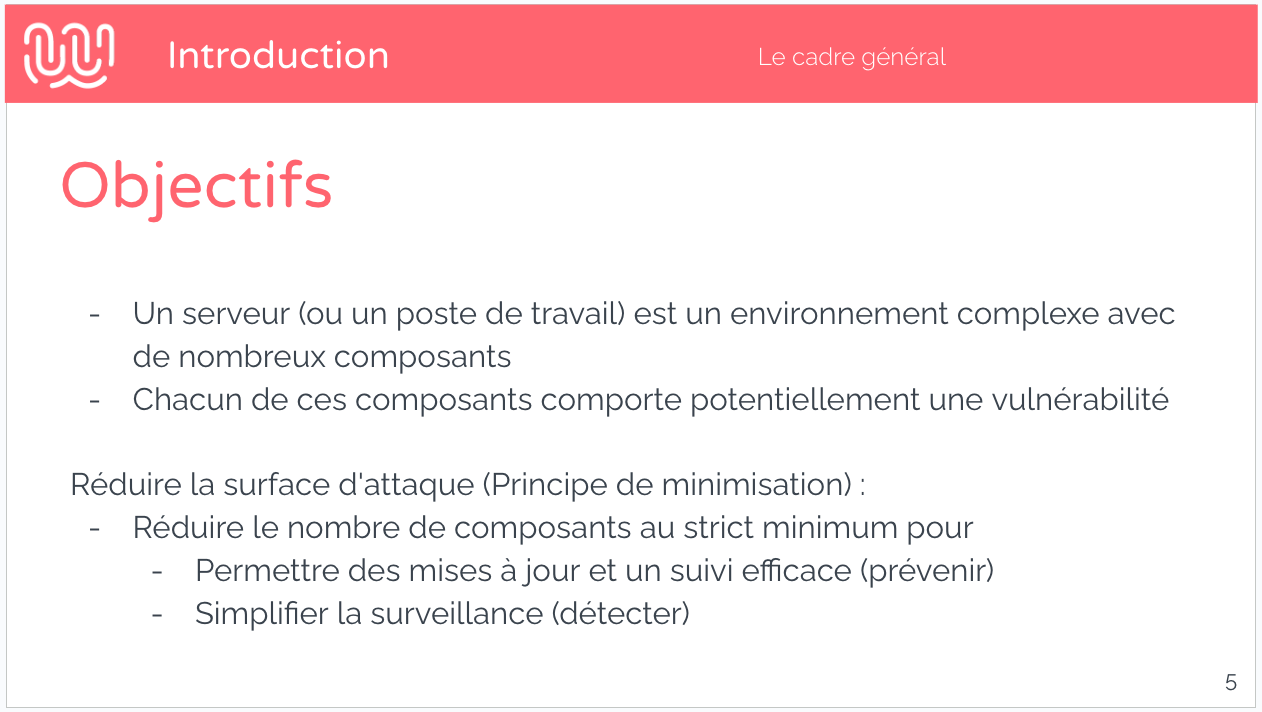 Introduction
Le cadre général
Objectifs
- Un serveur (ou un poste de travail) est un environnement complexe avec
de nombreux composants
- Chacun de ces composants comporte potentiellement une vulnérabilité
Réduire la surface d'attaque (Principe de minimisation) :
- Réduire le nombre de composants au strict minimum pour
- Permettre des mises à jour et un suivi efficace (prévenir)
- Simplifier la surveillance (détecter)
5